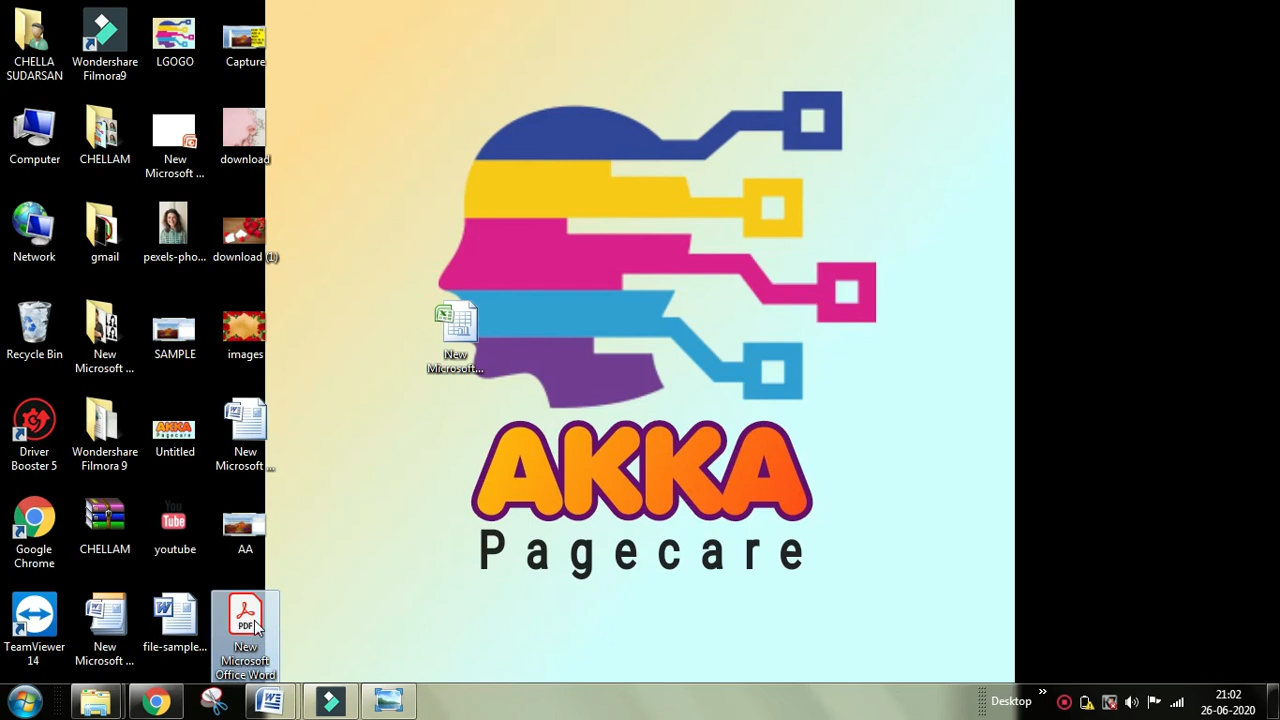 CHELLA
SUDARSAN
Wondershare
Filmora9
LGOGO
Capture
Computer
CHELLAM
New
Microsoft ...
download
Network
gmail
pexels-pho...
download (1)
Recycle Bin
New
Microsoft ...
SAMPLE
images
New
Microsoft...
Driver
Booster 5
Wondershare
Filmora 9
AKKA
Pagecare
Untitled
New
Microsoft ...
Google
Chrome
CHELLAM
You
Tube
youtube
AA
TeamViewer
14
New
Microsoft ...
file-sample...
PDF
New
Microsoft
Office Word
AKKA
Pagecare
Desktop
21:02
26-06-2020